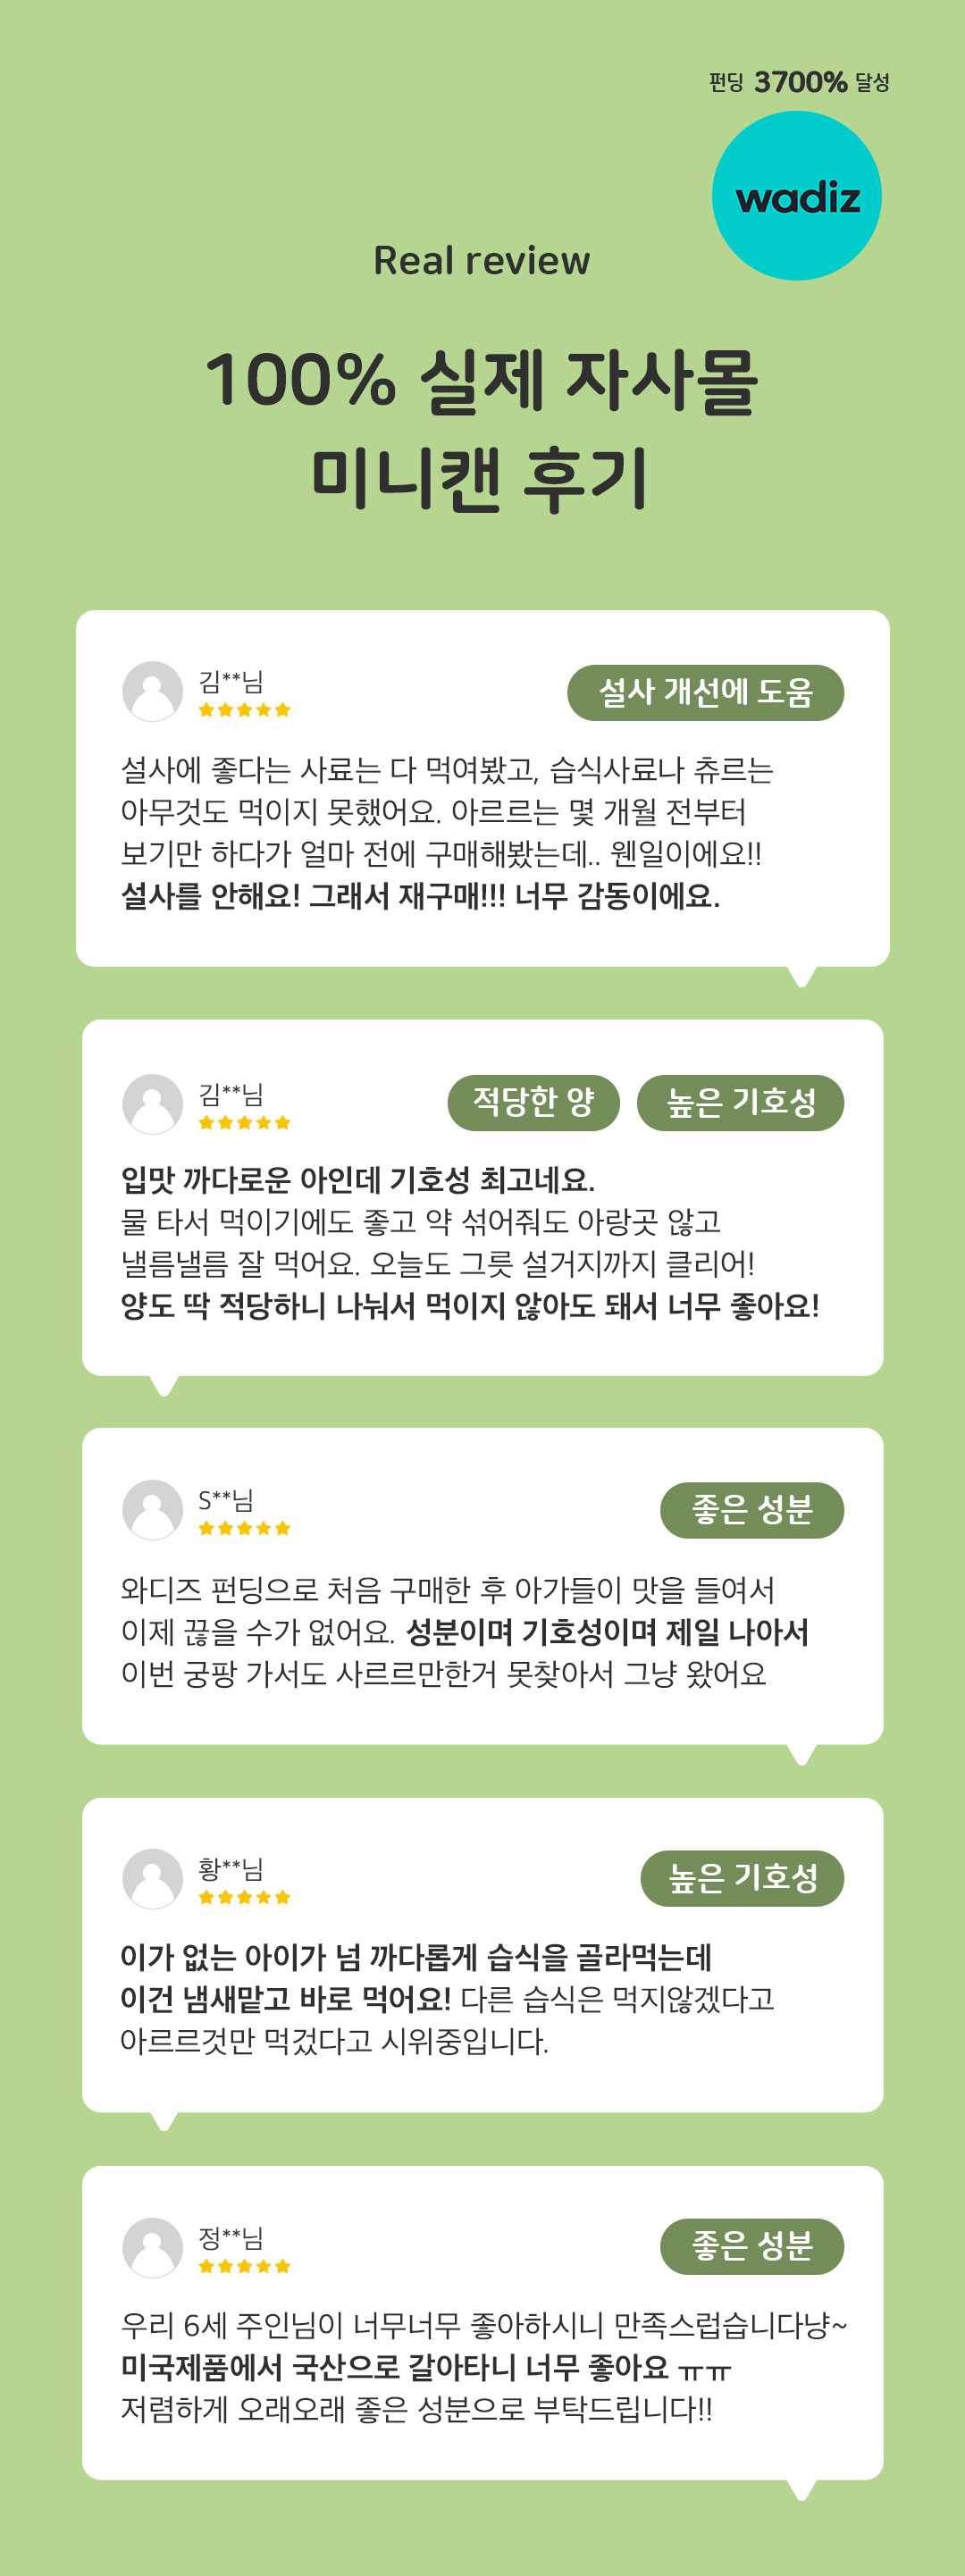 펀딩 3700% 달성
wadiz
Real review
100% 실제 자사몰
미니캔 후기
김**님
설사 개선에 도움
설사에 좋다는 사료는 다 먹여봤고, 습식사료나 츄르는
아무것도 먹이지 못했어요. 아르르는 몇 개월 전부터
보기만 하다가 얼마 전에 구매해봤는데.. 웬일이에요!!
설사를 안해요! 그래서 재구매!!! 너무 감동이에요.
김**님
적당한 양
높은 기호성
입맛 까다로운 아인데 기호성 최고네요.
물 타서 먹이기에도 좋고 약 섞어줘도 아랑곳 않고
낼름낼름 잘 먹어요. 오늘도 그릇 설거지까지 클리어!
양도 딱 적당하니 나눠서 먹이지 않아도 돼서 너무 좋아요!
S**님
좋은 성분
와디즈 펀딩으로 처음 구매한 후 아가들이 맛을 들여서
이제 끊을 수가 없어요. 성분이며 기호성이며 제일 나아서
이번 궁팡 가서도 사르르만한거 못찾아서 그냥 왔어요
황**님
높은 기호성
이가 없는 아이가 넘 까다롭게 습식을 골라먹는데
이건 냄새맡고 바로 먹어요! 다른 습식은 먹지않겠다고
아르르것만 먹겄다고 시위중입니다.
정**님
좋은 성분
우리 6세 주인님이 너무너무 좋아하시니 만족스럽습니다냥~
미국제품에서 국산으로 갈아타니 너무 좋아요 ㅠㅠ
저렴하게 오래오래 좋은 성분으로 부탁드립니다!!